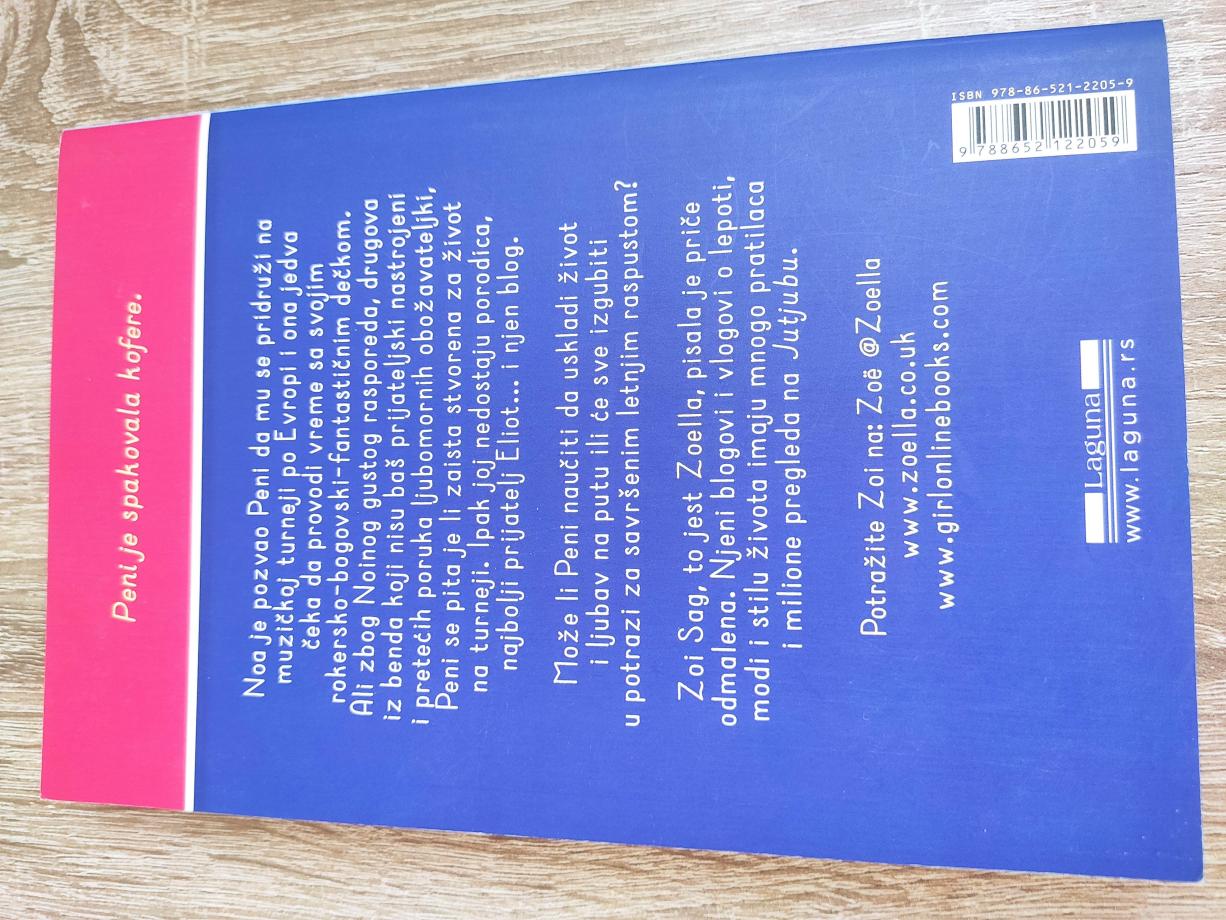 Peni je spakovala kofere.
Noa je pozvao Peni da mu se pridruži na
muzičkoj turneji po Evropi i ona jedva
čeka da provodi vreme sa svojim
rokersko-bogovski-fantastičnim dečkom.
Ali zbog Noinog gustog rasporeda, drugova
iz benda koji nisu baš prijateljski nastrojeni
i pretećih poruka ljubomornih obožavateljki,
Peni se pita je li zaista stvorena za život
na turneji. Ipak joj nedostaju porodica,
najbolji prijatelj Eliot... i njen blog.
Može li Peni naučiti da uskladi život
i ljubav na putu ili će sve izgubiti
u potrazi za savršenim letnjim raspustom?
Zoi Sag, to jest Zoella, pisala je priče
odmalena. Njeni blogovi i vlogovi o lepoti,
modi i stilu života imaju mnogo pratilaca
i milione pregleda na Jutjubu.
Potražite Zoi na: Zoë @Zoella
www.zoella.co.uk
www.girlonlinebooks.com
ISBN 978-86-521-2205-9
9 788652 122059
Laguna
www.laguna.rs